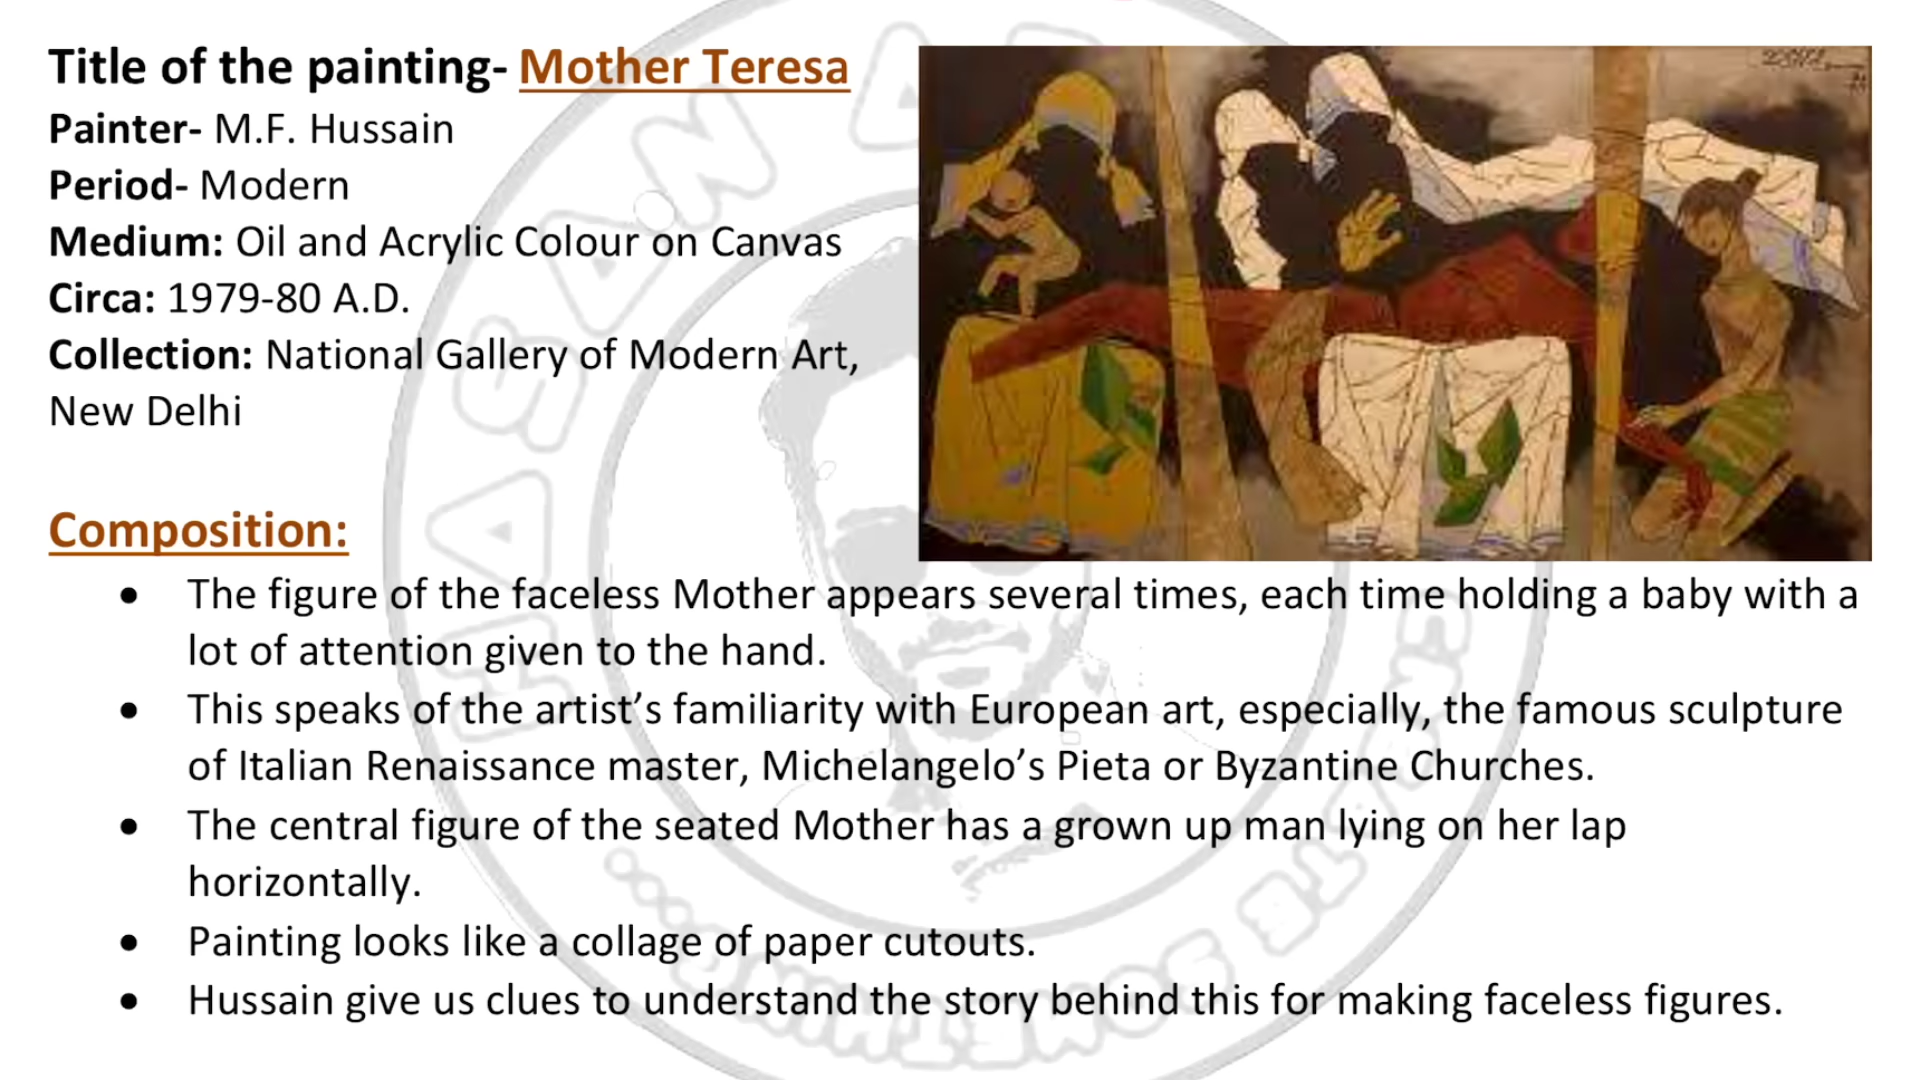 Title of the painting- Mother Teresa
Painter- M.F. Hussain
Period- Modern
Medium: Oil and Acrylic Colour on Canvas
Circa: 1979-80 A.D.
Collection: National Gallery of Modern Art,
New Delhi
Composition:
• The figure of the faceless Mother appears several times, each time holding a baby with a
lot of attention given to the hand.
• This speaks of the artist’s familiarity with European art, especially, the famous sculpture
of Italian Renaissance master, Michelangelo’s Pieta or Byzantine Churches.
• The central figure of the seated Mother has a grown up man lying on her lap
horizontally.
• Painting looks like a collage of paper cutouts.
• Hussain give us clues to understand the story behind this for making faceless figures.